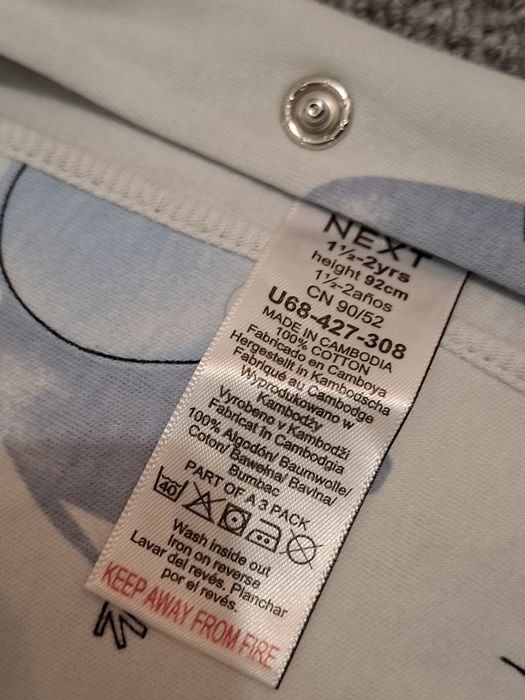 NEXT
1½-2yrs
height 92cm
1½-2años
CN 90/52
U68-427-308
MADE IN CAMBODIA
100% COTTON
Fabricado en Camboya
Hergestellt in Kambodscha
Fabriqué au Cambodge
Wyprodukowano w
Kambodży
Vyrobeno v Kambodži
Fabricat în Cambodgia
100% Algodón/ Baumwolle/
Coton/ Bawełna/ Bavlna/
Bumbac
PART OF A 3 PACK
40
Wash inside out
Iron on reverse
Lavar del revés. Planchar
por el revés.
KEEP AWAY FROM FIRE